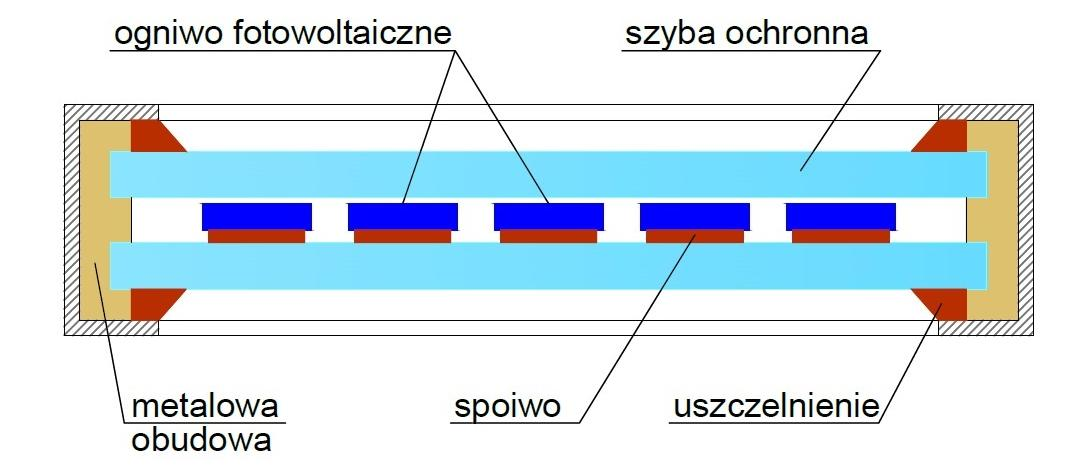 ogniwo fotowoltaiczne
szyba ochronna
metalowa
obudowa
spoiwo
uszczelnienie